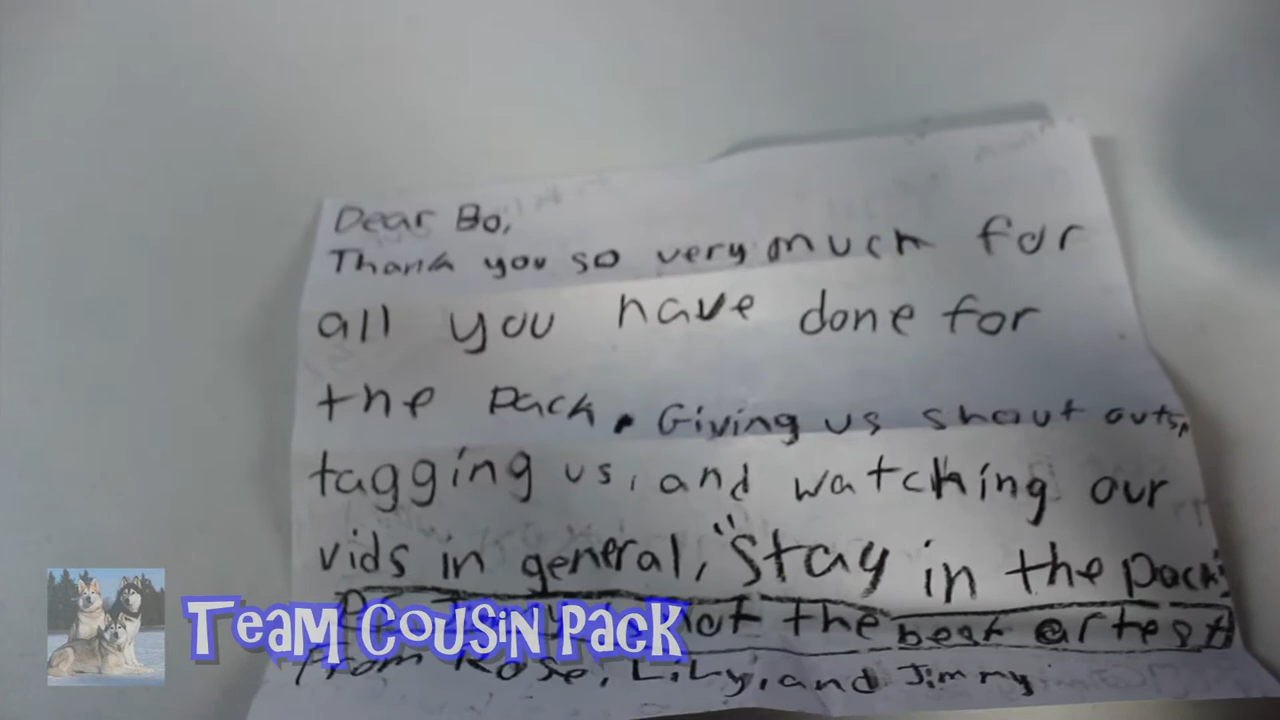 Dear Bo,
Thank you so very much for
all you have done for
the pack. Giving us shout outs,
tagging us, and watching our
vids in general, "Stay in the pack"
not the best artest
From Rose, LiLy, and Jimmy
Team Cousin Pack